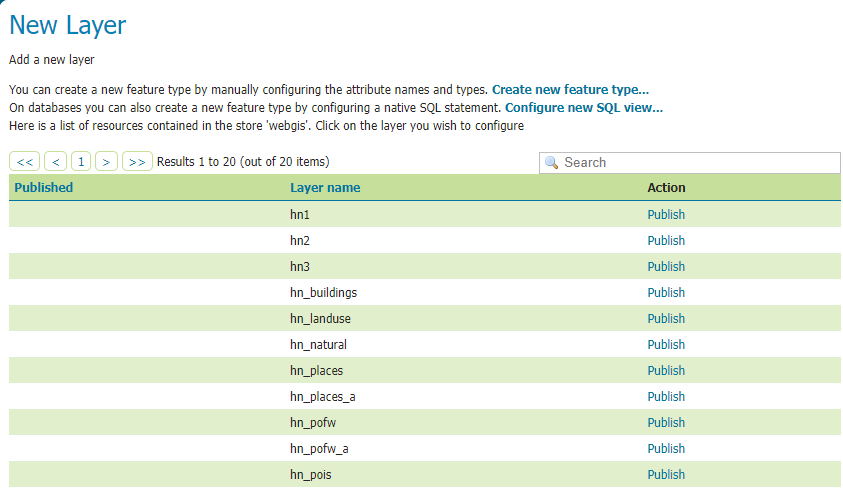 New Layer
Add a new layer
You can create a new feature type by manually configuring the attribute names and types. Create new feature type...
On databases you can also create a new feature type by configuring a native SQL statement. Configure new SQL view...
Here is a list of resources contained in the store 'webgis'. Click on the layer you wish to configure
<< < 1 > >> Results 1 to 20 (out of 20 items) Search
Published Layer name Action
hn1 Publish
hn2 Publish
hn3 Publish
hn_buildings Publish
hn_landuse Publish
hn_natural Publish
hn_places Publish
hn_places_a Publish
hn_pofw Publish
hn_pofw_a Publish
hn_pois Publish